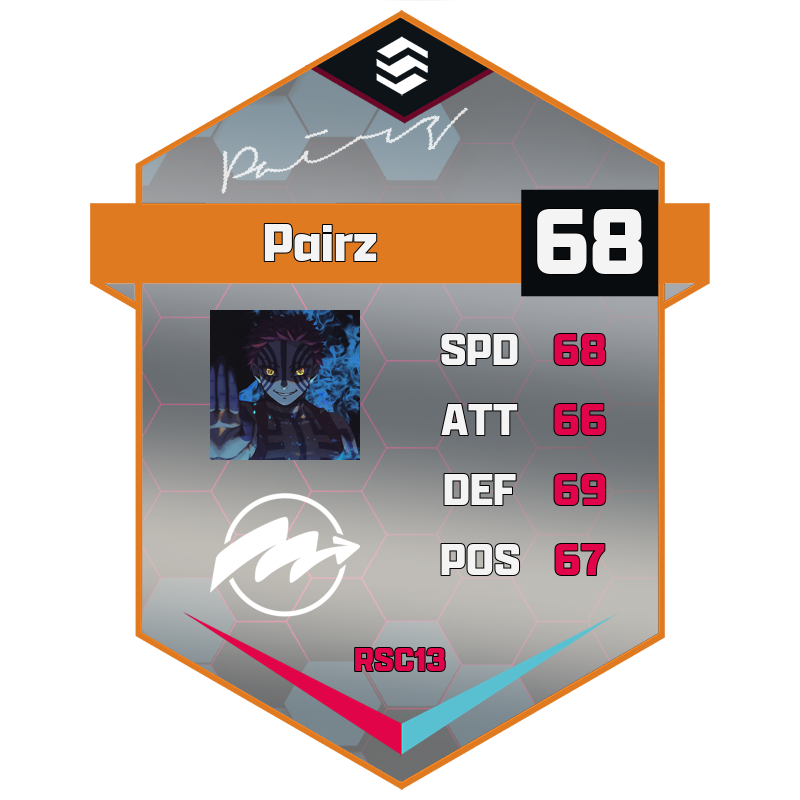 Pairz
Pairz 68
SPD 68
ATT 66
DEF 69
POS 67
RSC13